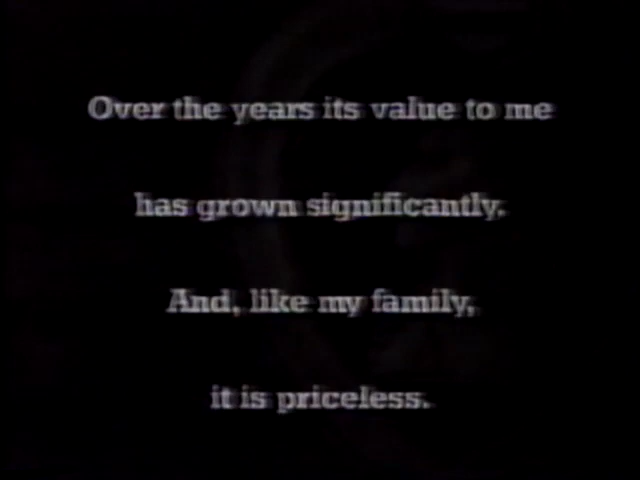 Over the years its value to me
has grown significantly.
And, like my family,
it is priceless.